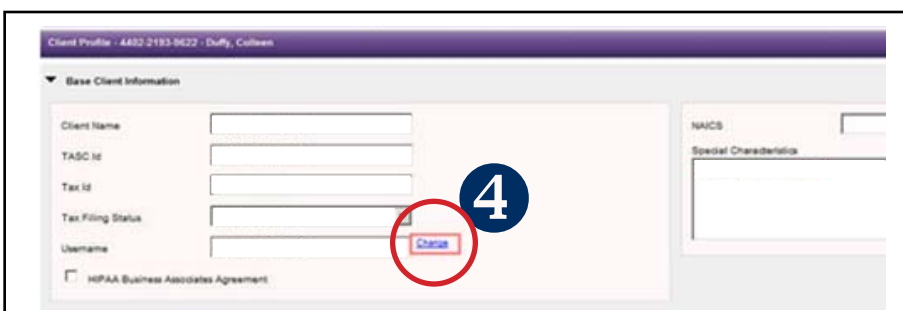 Client Profile - 4402-2193-9622 - Duffy, Colleen
Base Client Information
Client Name
NAICS
TASC Id
Special Characteristics
Tax Id
4
Tax Filing Status
Username
Change
HIPAA Business Associates Agreement